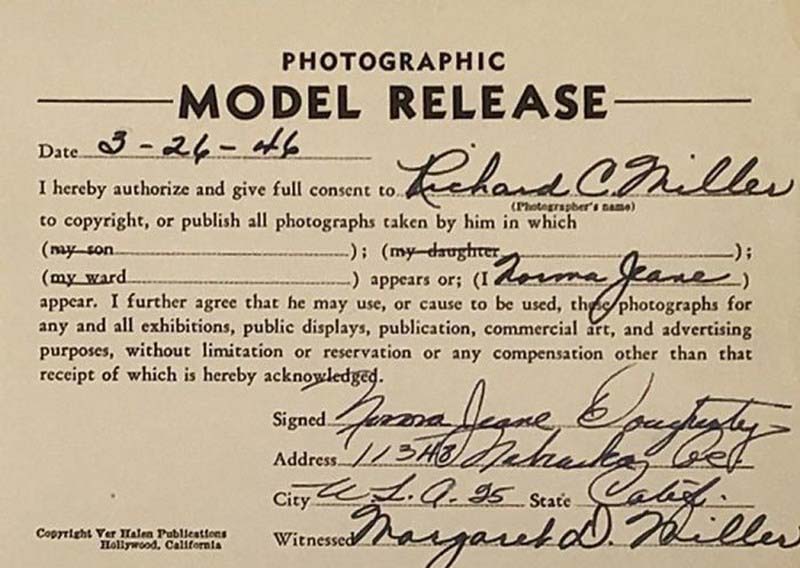 PHOTOGRAPHIC
MODEL RELEASE
Date 3-26-46
I hereby authorize and give full consent to Richard C. Miller
(Photographer's name)
to copyright, or publish all photographs taken by him in which
(my son ); (my daughter );
(my ward ) appears or; (I Norma Jeane )
appear. I further agree that he may use, or cause to be used, these photographs for
any and all exhibitions, public displays, publication, commercial art, and advertising
purposes, without limitation or reservation or any compensation other than that
receipt of which is hereby acknowledged.
Signed Norma Jeane Dougherty
Address 11348 Nebraska
City W. L. A. 25 State Calif.
Copyright Ver Halen Publications
Hollywood, California
Witnessed Margaret D. Miller